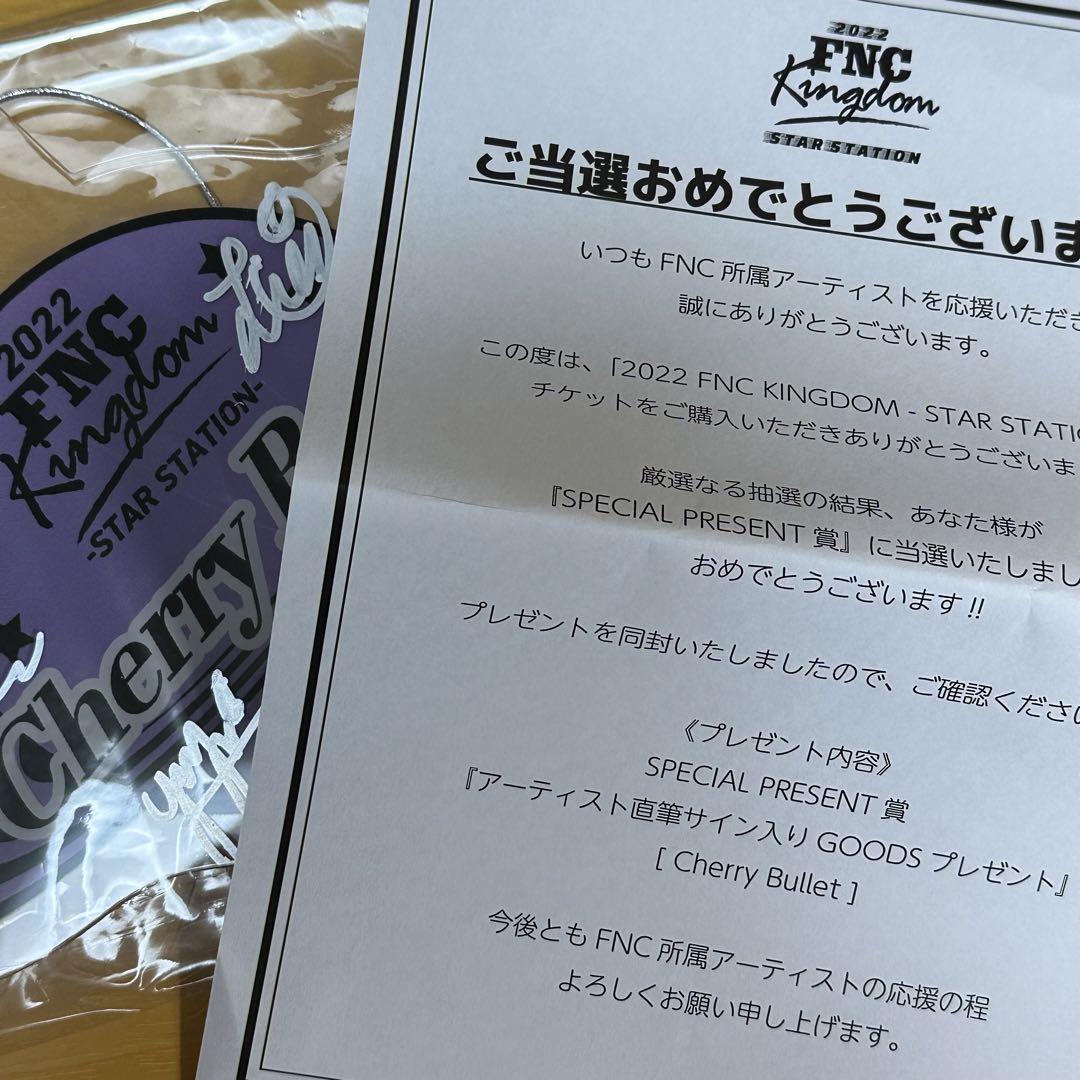 2022
FNC
Kingdom
-STAR STATION-
Cherry B
2022
FNC
Kingdom
STAR STATION
ご当選おめでとうございま
いつも FNC 所属アーティストを応援いただき
誠にありがとうございます。
この度は、「2022 FNC KINGDOM - STAR STATIO
チケットをご購入いただきありがとうございま
厳選なる抽選の結果、あなた様が
『SPECIAL PRESENT 賞』に当選いたしまし
おめでとうございます!!
プレゼントを同封いたしましたので、ご確認ください
《プレゼント内容》
SPECIAL PRESENT 賞
『アーティスト直筆サイン入り GOODS プレゼント』
[ Cherry Bullet ]
今後とも FNC 所属アーティストの応援の程
よろしくお願い申し上げます。